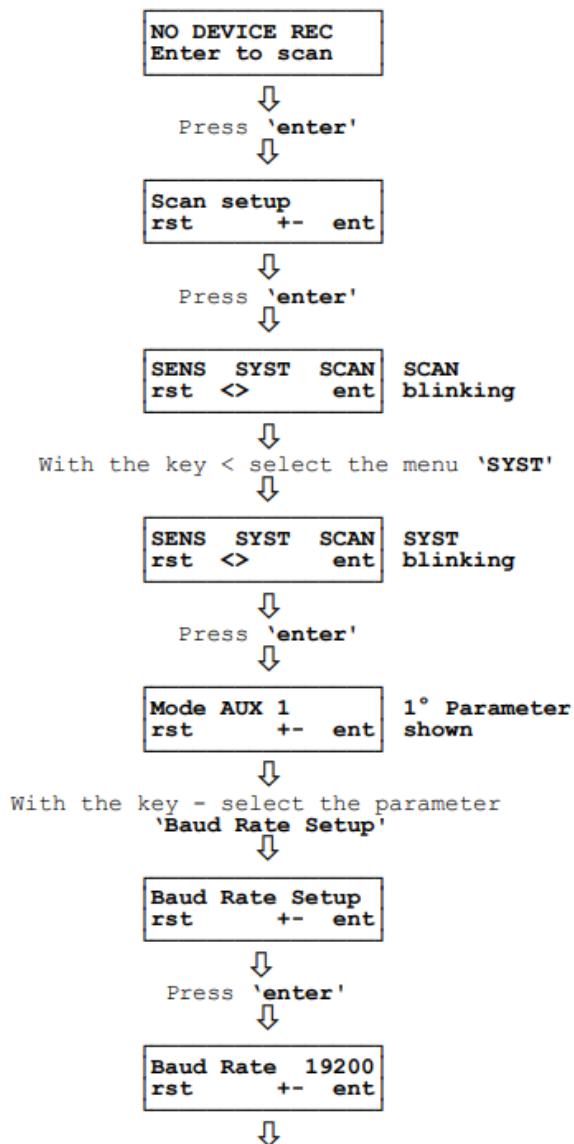 NO DEVICE REC
Enter to scan
Press `enter'
Scan setup
rst +- ent
Press `enter'
SENS SYST SCAN SCAN
rst <> ent blinking
With the key < select the menu `SYST'
SENS SYST SCAN SYST
rst <> ent blinking
Press `enter'
Mode AUX 1 1° Parameter
rst +- ent shown
With the key - select the parameter
`Baud Rate Setup'
Baud Rate Setup
rst +- ent
Press `enter'
Baud Rate 19200
rst +- ent